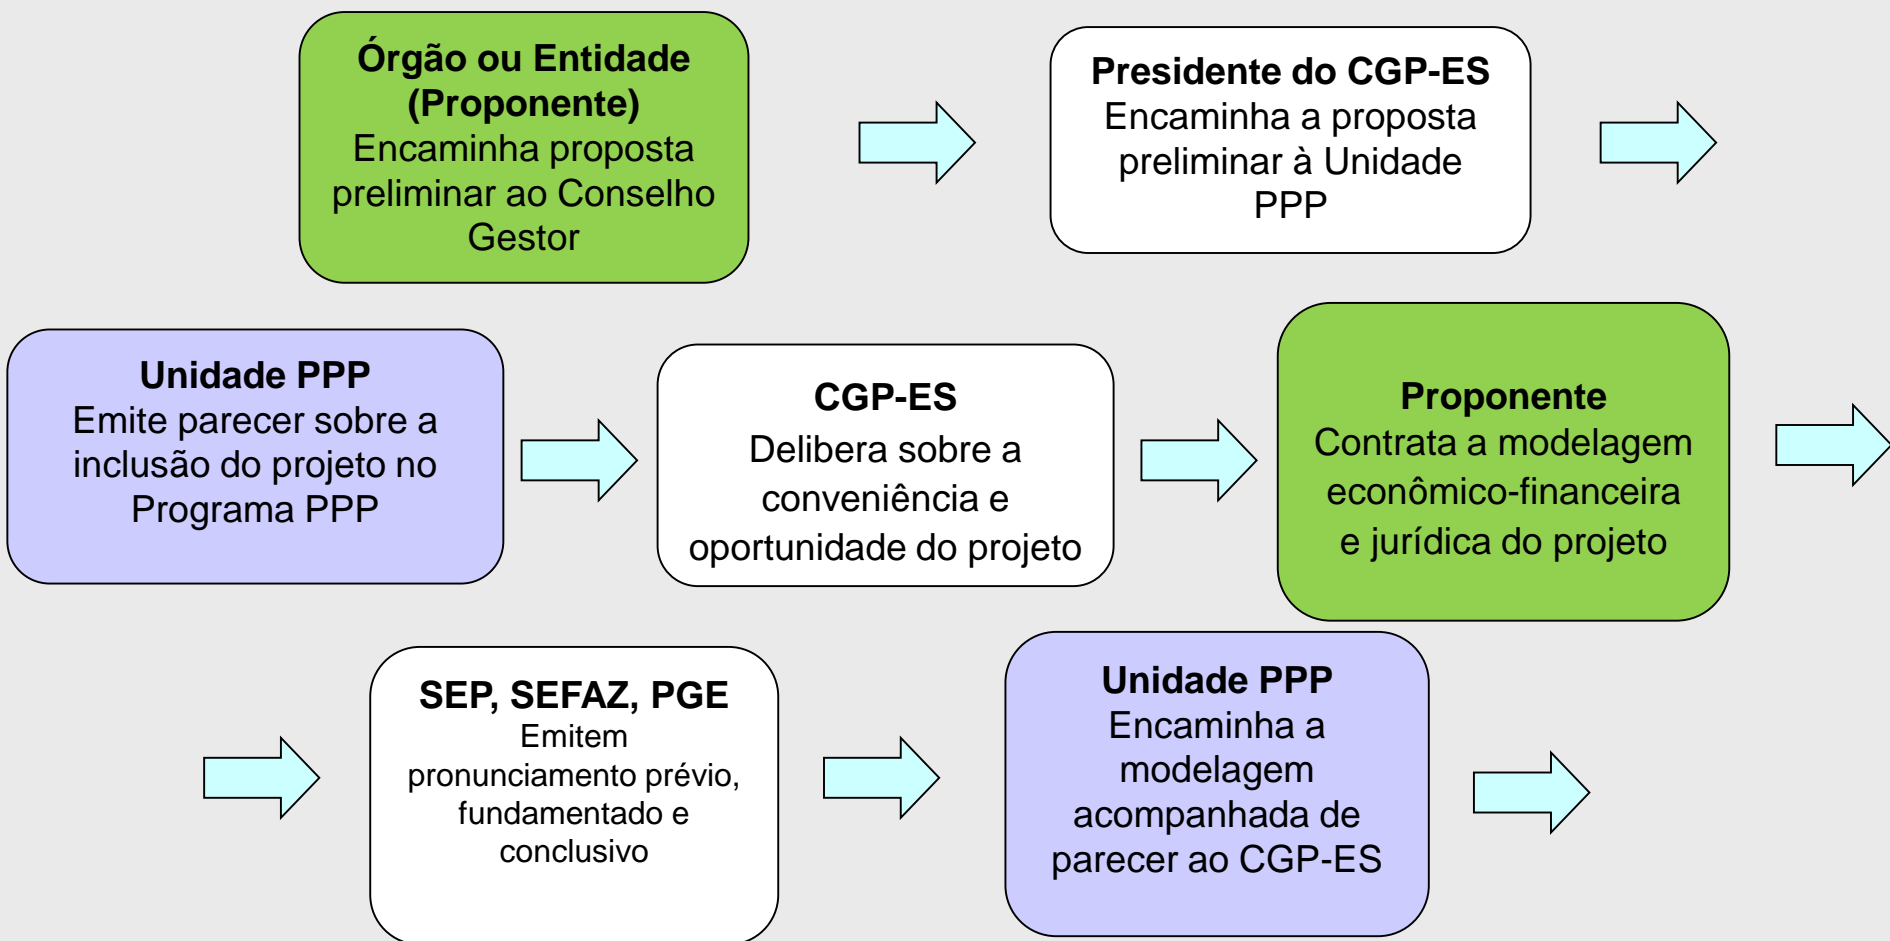 Órgão ou Entidade
(Proponente)
Encaminha proposta
preliminar ao Conselho
Gestor
Presidente do CGP-ES
Encaminha a proposta
preliminar à Unidade
PPP
Unidade PPP
Emite parecer sobre a
inclusão do projeto no
Programa PPP
CGP-ES
Delibera sobre a
conveniência e
oportunidade do projeto
Proponente
Contrata a modelagem
econômico-financeira
e jurídica do projeto
SEP, SEFAZ, PGE
Emitem
pronunciamento prévio,
fundamentado e
conclusivo
Unidade PPP
Encaminha a
modelagem
acompanhada de
parecer ao CGP-ES